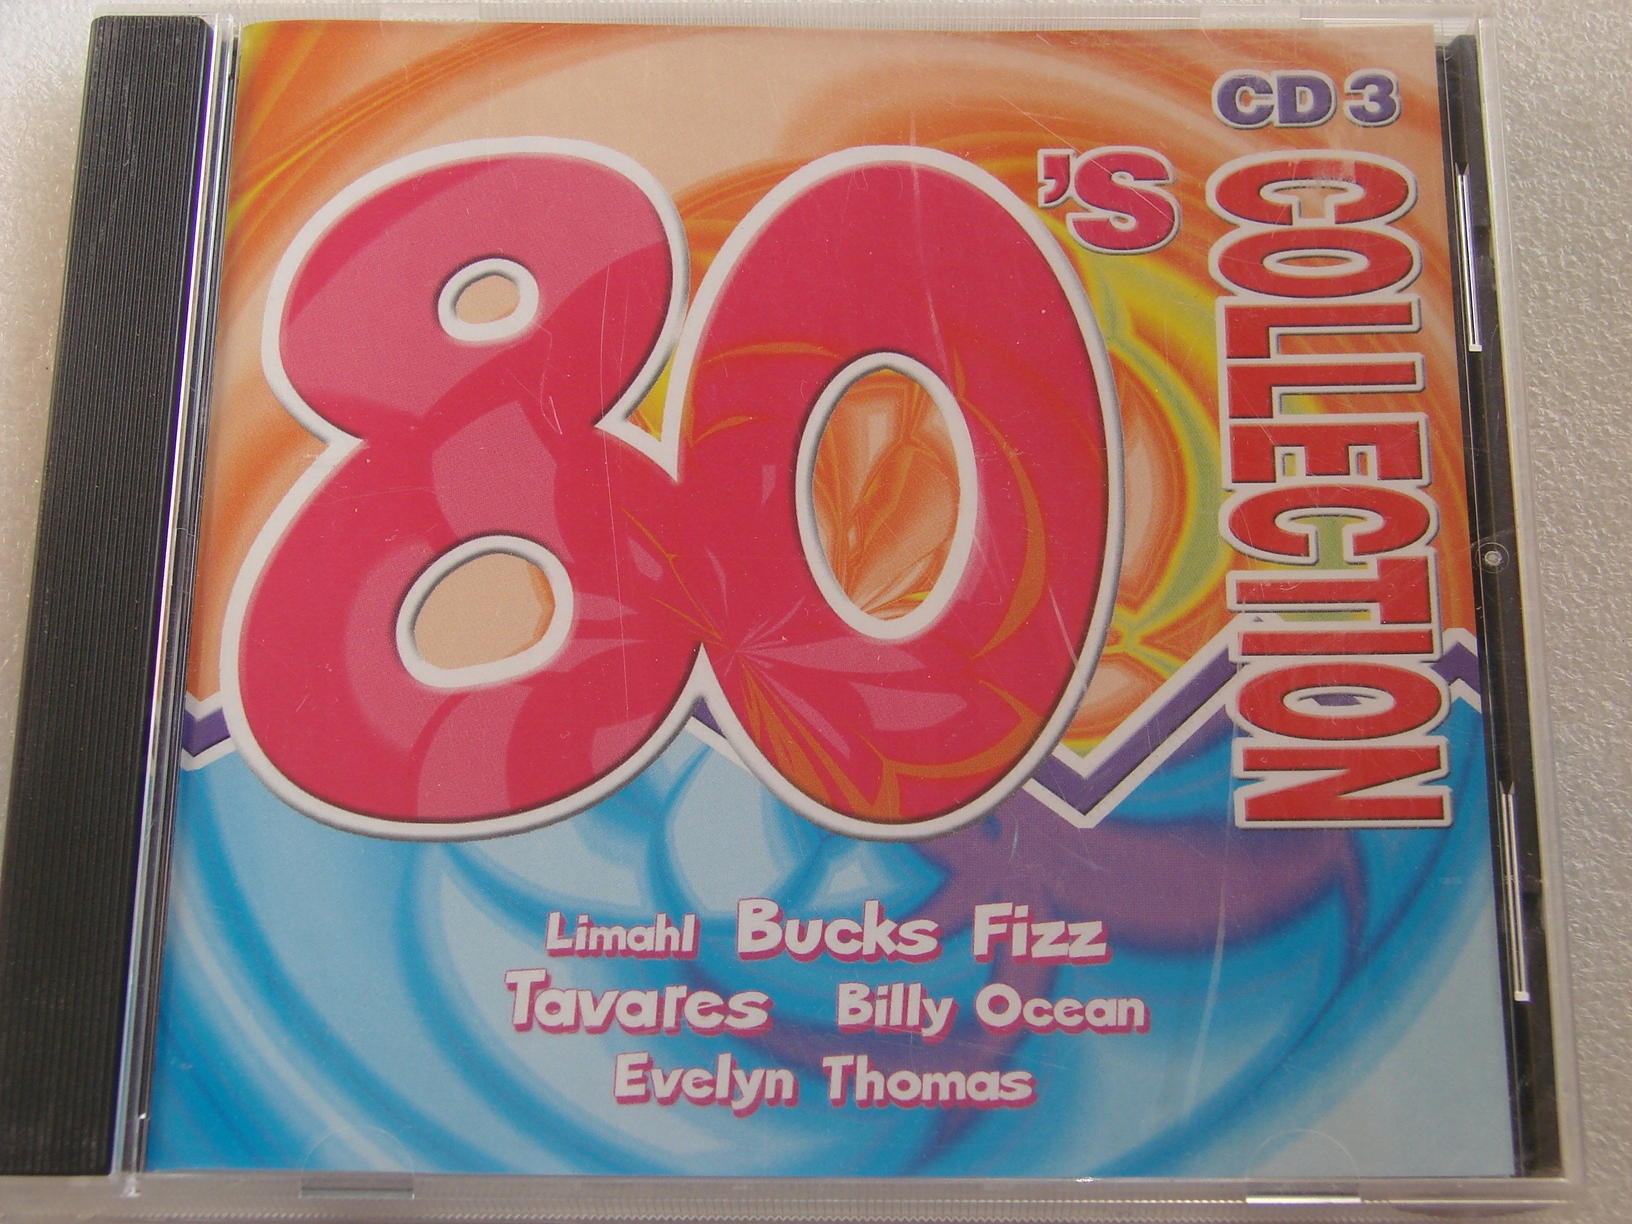 CD 3
80's
COLLECTION
Limahl Bucks Fizz
Tavares Billy Ocean
Evelyn Thomas